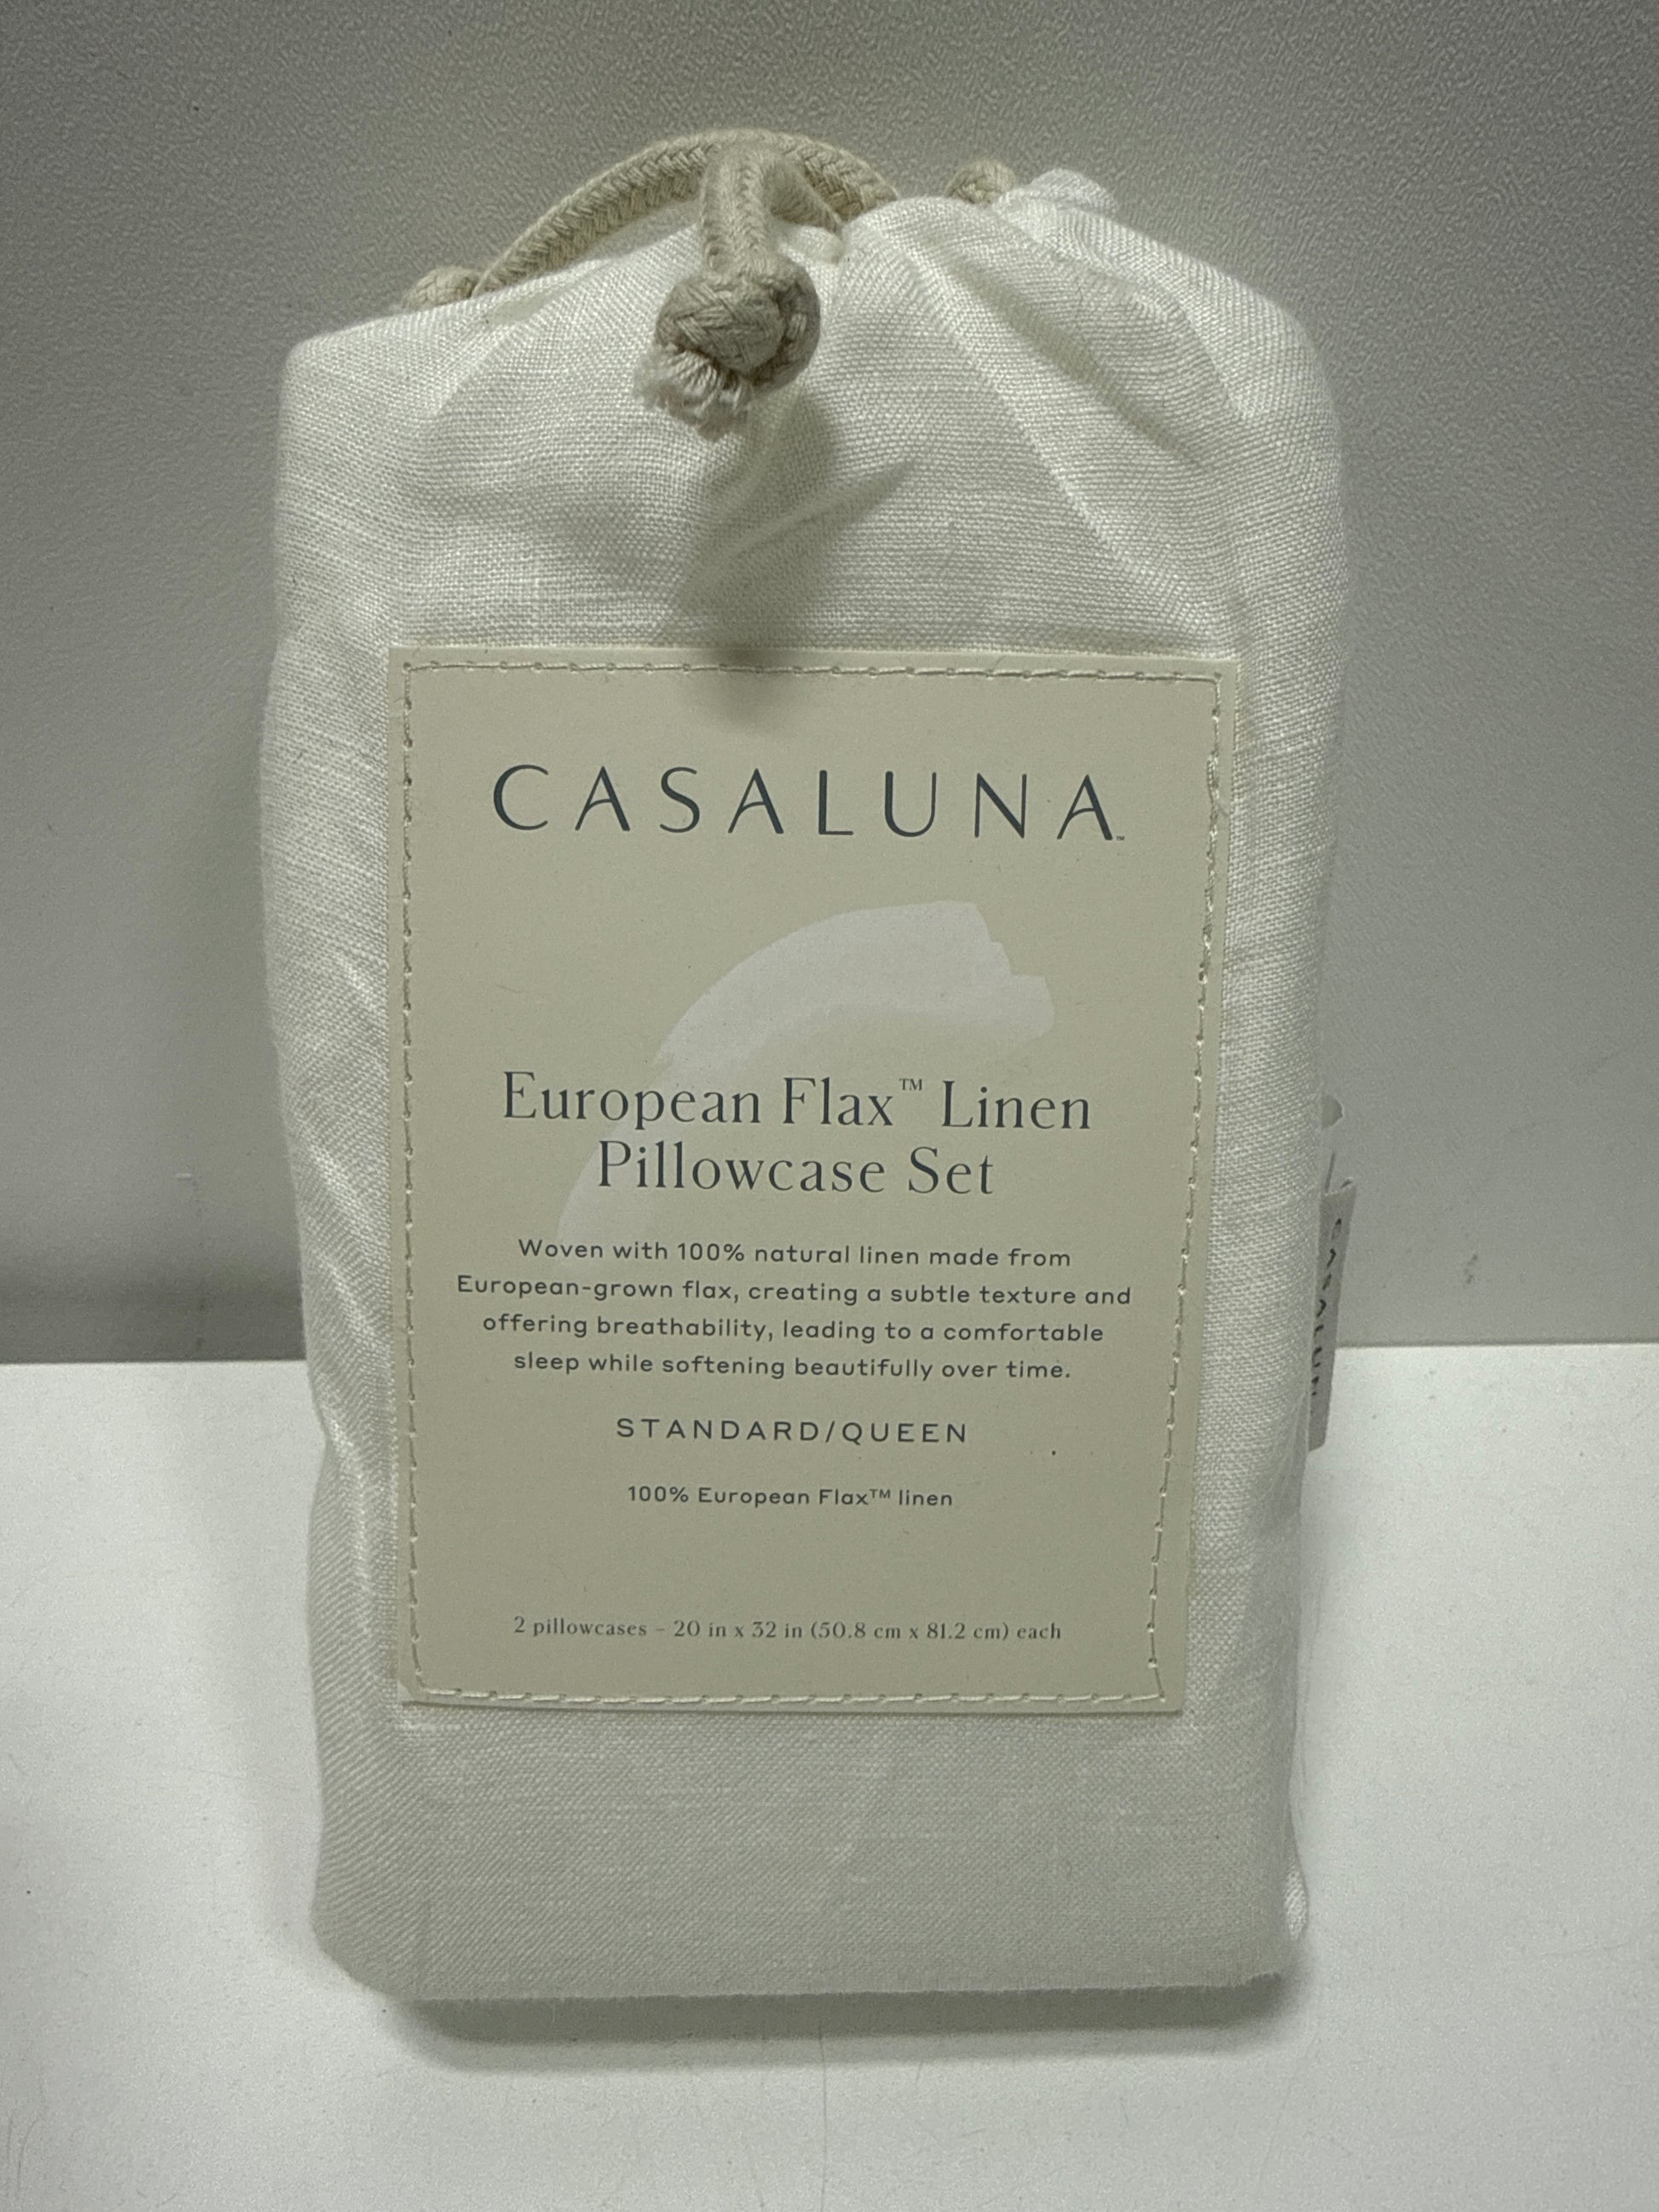 CASALUNA™
European Flax™ Linen
Pillowcase Set
Woven with 100% natural linen made from
European-grown flax, creating a subtle texture and
offering breathability, leading to a comfortable
sleep while softening beautifully over time.
STANDARD/QUEEN
100% European Flax™ linen
2 pillowcases – 20 in x 32 in (50.8 cm x 81.2 cm) each
CASALUN